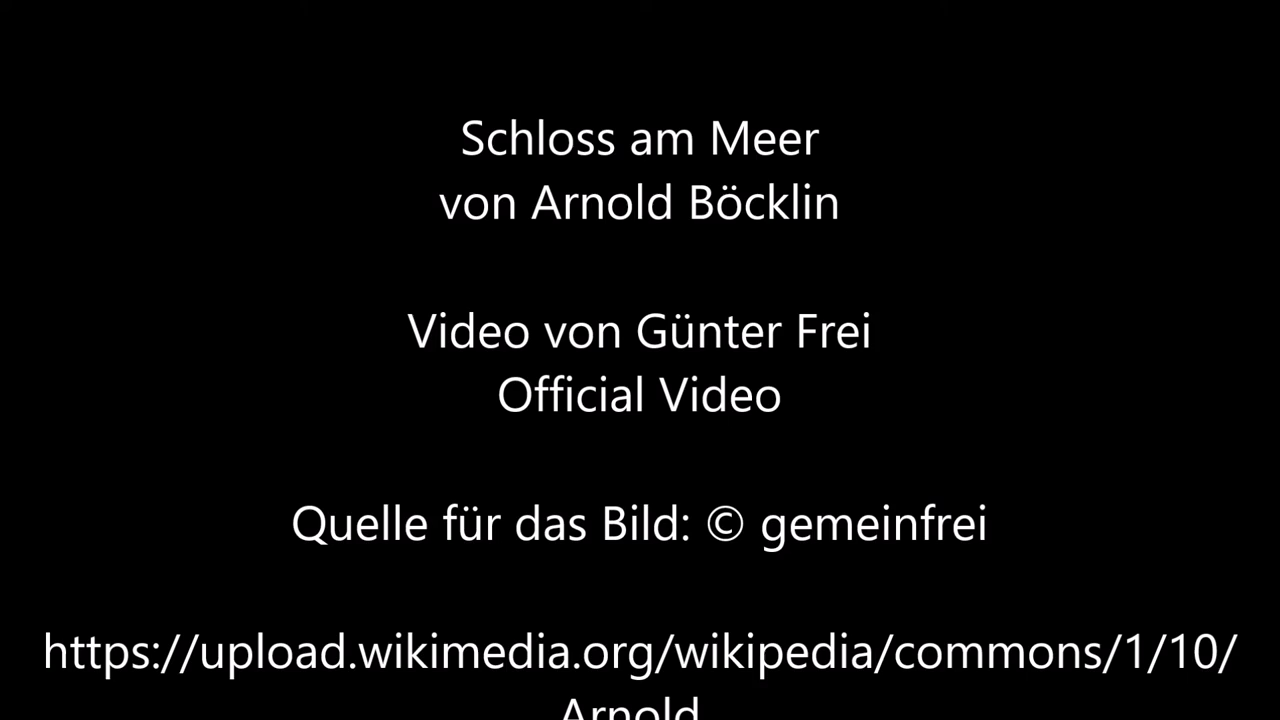 Schloss am Meer
von Arnold Böcklin
Video von Günter Frei
Official Video
Quelle für das Bild: © gemeinfrei
https://upload.wikimedia.org/wikipedia/commons/1/10/
Arnold